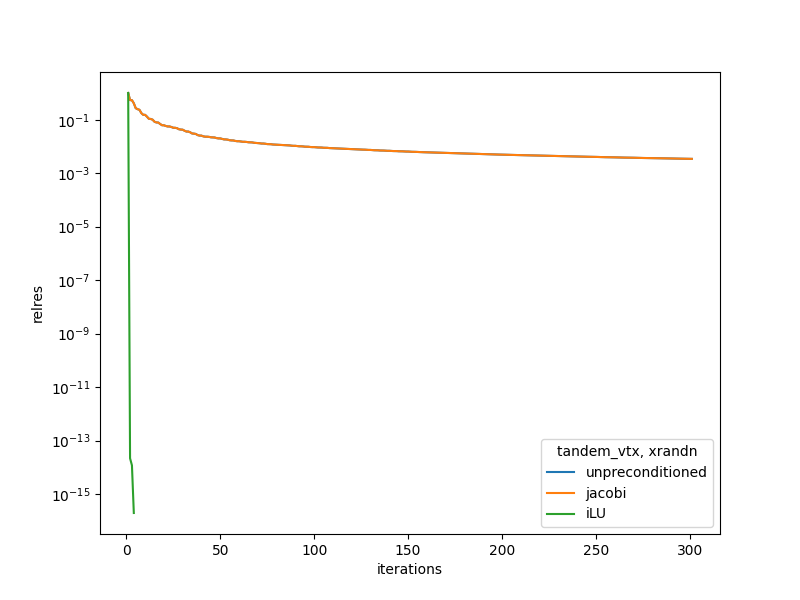 10⁻¹
10⁻³
10⁻⁵
10⁻⁷
10⁻⁹
10⁻¹¹
10⁻¹³
10⁻¹⁵
relres
0 50 100 150 200 250 300
iterations
tandem_vtx, xrandn
unpreconditioned
jacobi
iLU